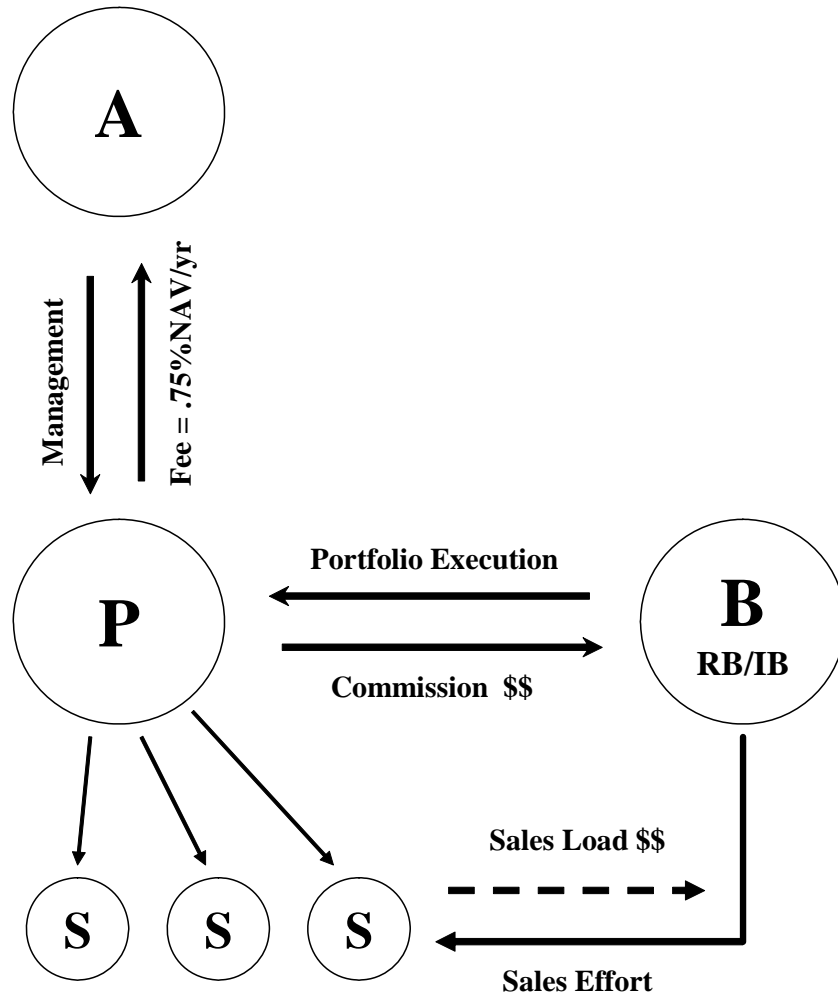 A
Management
Fee = .75%NAV/yr
Portfolio Execution
P
B
RB/IB
Commission $$
Sales Load $$
S
S
S
Sales Effort